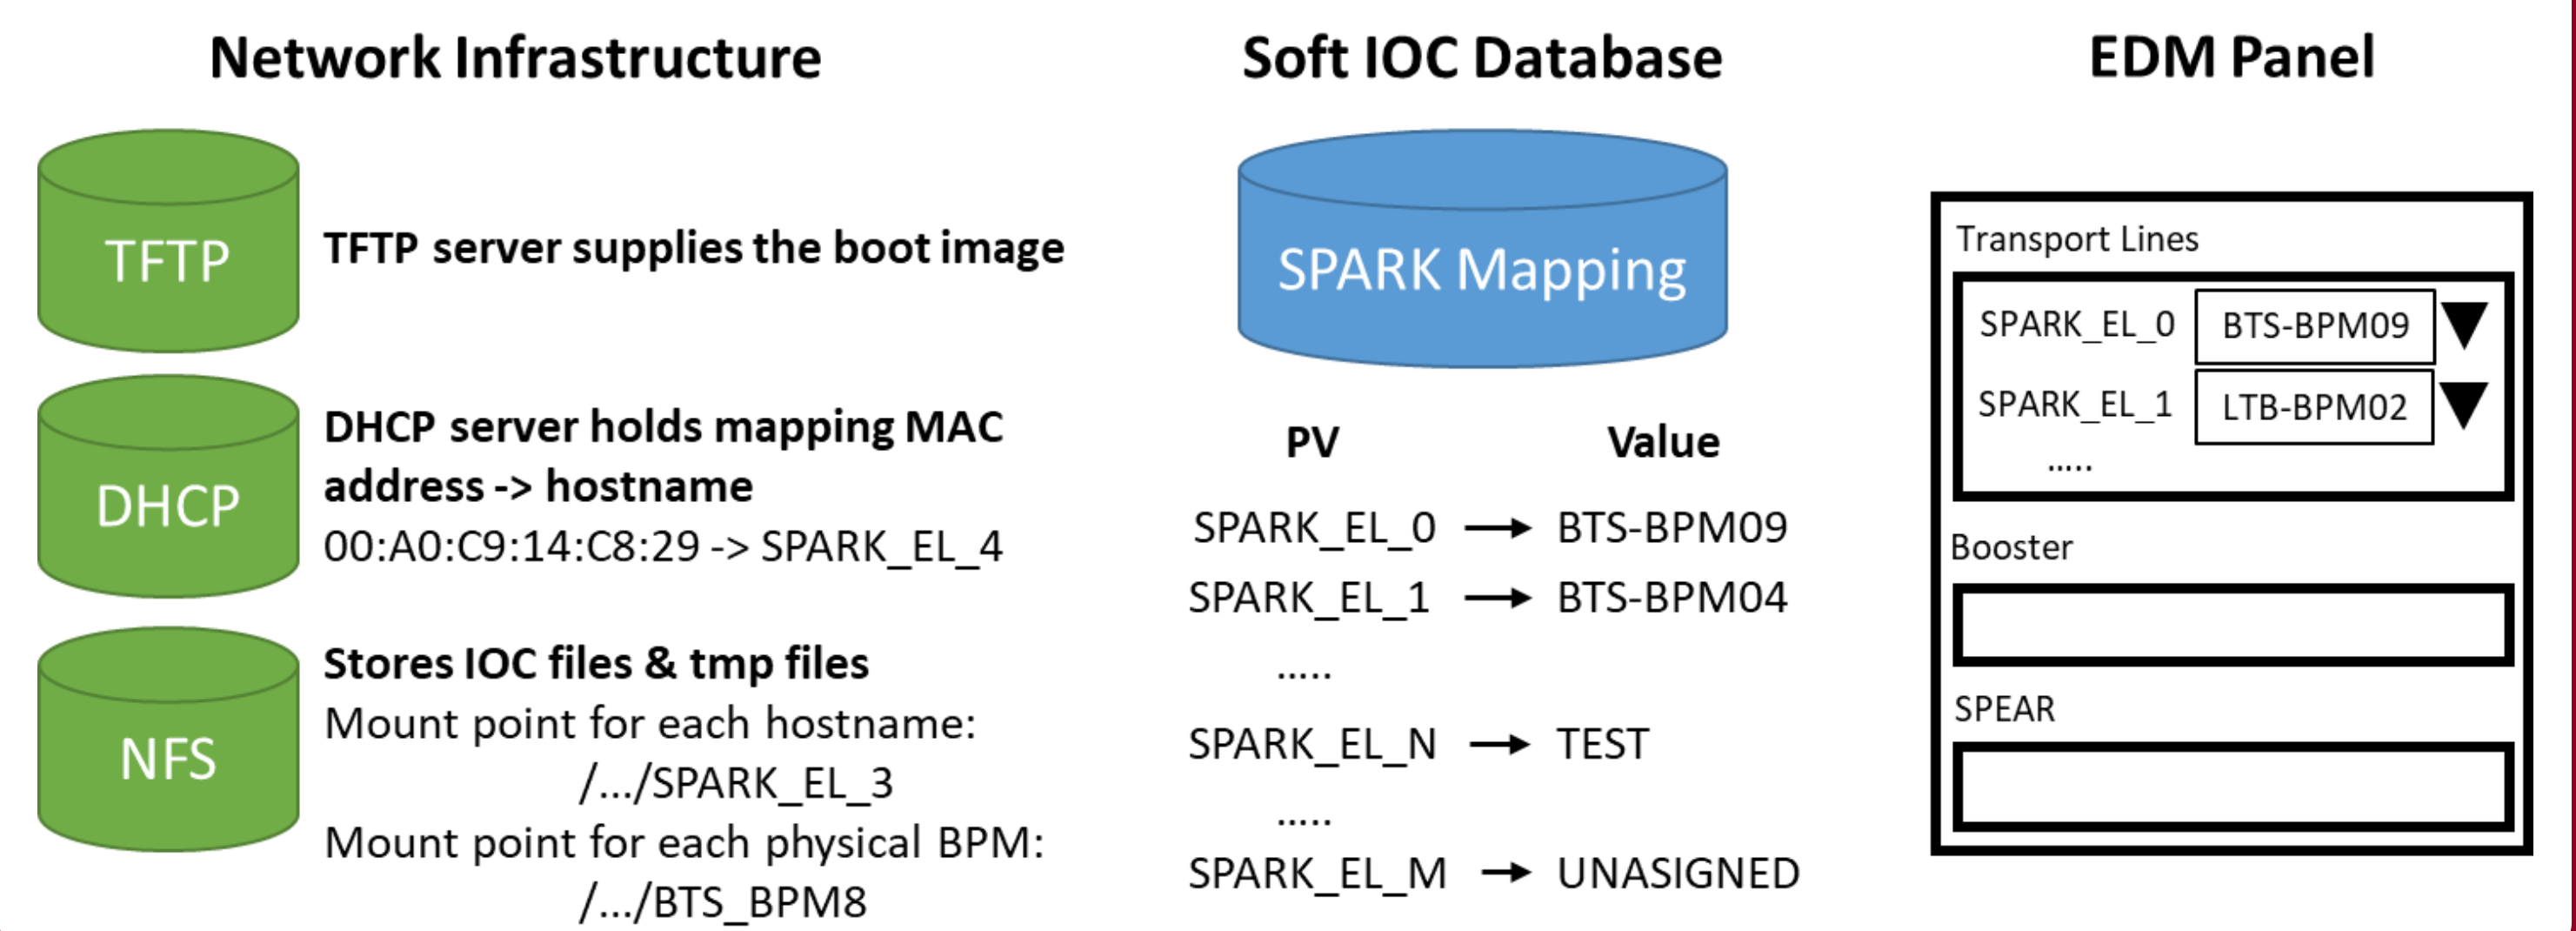 Network Infrastructure
TFTP
TFTP server supplies the boot image
DHCP
DHCP server holds mapping MAC
address -> hostname
00:A0:C9:14:C8:29 -> SPARK_EL_4
NFS
Stores IOC files & tmp files
Mount point for each hostname:
/.../SPARK_EL_3
Mount point for each physical BPM:
/.../BTS_BPM8
Soft IOC Database
SPARK Mapping
PV Value
SPARK_EL_0 → BTS-BPM09
SPARK_EL_1 → BTS-BPM04
.....
SPARK_EL_N → TEST
.....
SPARK_EL_M → UNASIGNED
EDM Panel
Transport Lines
SPARK_EL_0 BTS-BPM09
SPARK_EL_1 LTB-BPM02
.....
Booster
SPEAR